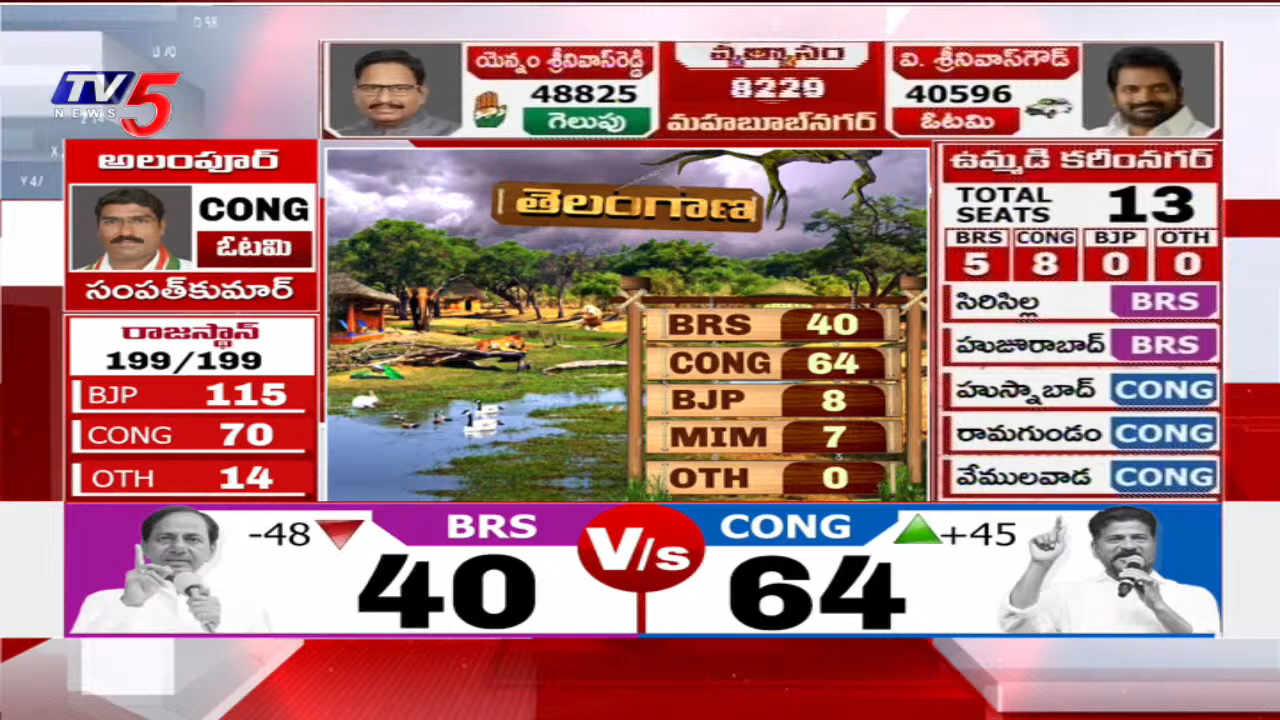 TV5
NEWS
యెన్నం శ్రీనివాస్‌రెడ్డి
48825
గెలుపు
8229
మహబూబ్‌నగర్
వి. శ్రీనివాస్‌గౌడ్
40596
ఓటమి
అలంపూర్
CONG
ఓటమి
సంపత్‌కుమార్
రాజస్థాన్
199/199
BJP 115
CONG 70
OTH 14
తెలంగాణ
BRS 40
CONG 64
BJP 8
MIM 7
OTH 0
ఉమ్మడి కరీంనగర్
TOTAL SEATS 13
BRS CONG BJP OTH
5 8 0 0
సిరిసిల్ల BRS
హుజూరాబాద్ BRS
హుస్నాబాద్ CONG
రామగుండం CONG
వేములవాడ CONG
-48 BRS V/s CONG +45
40 64